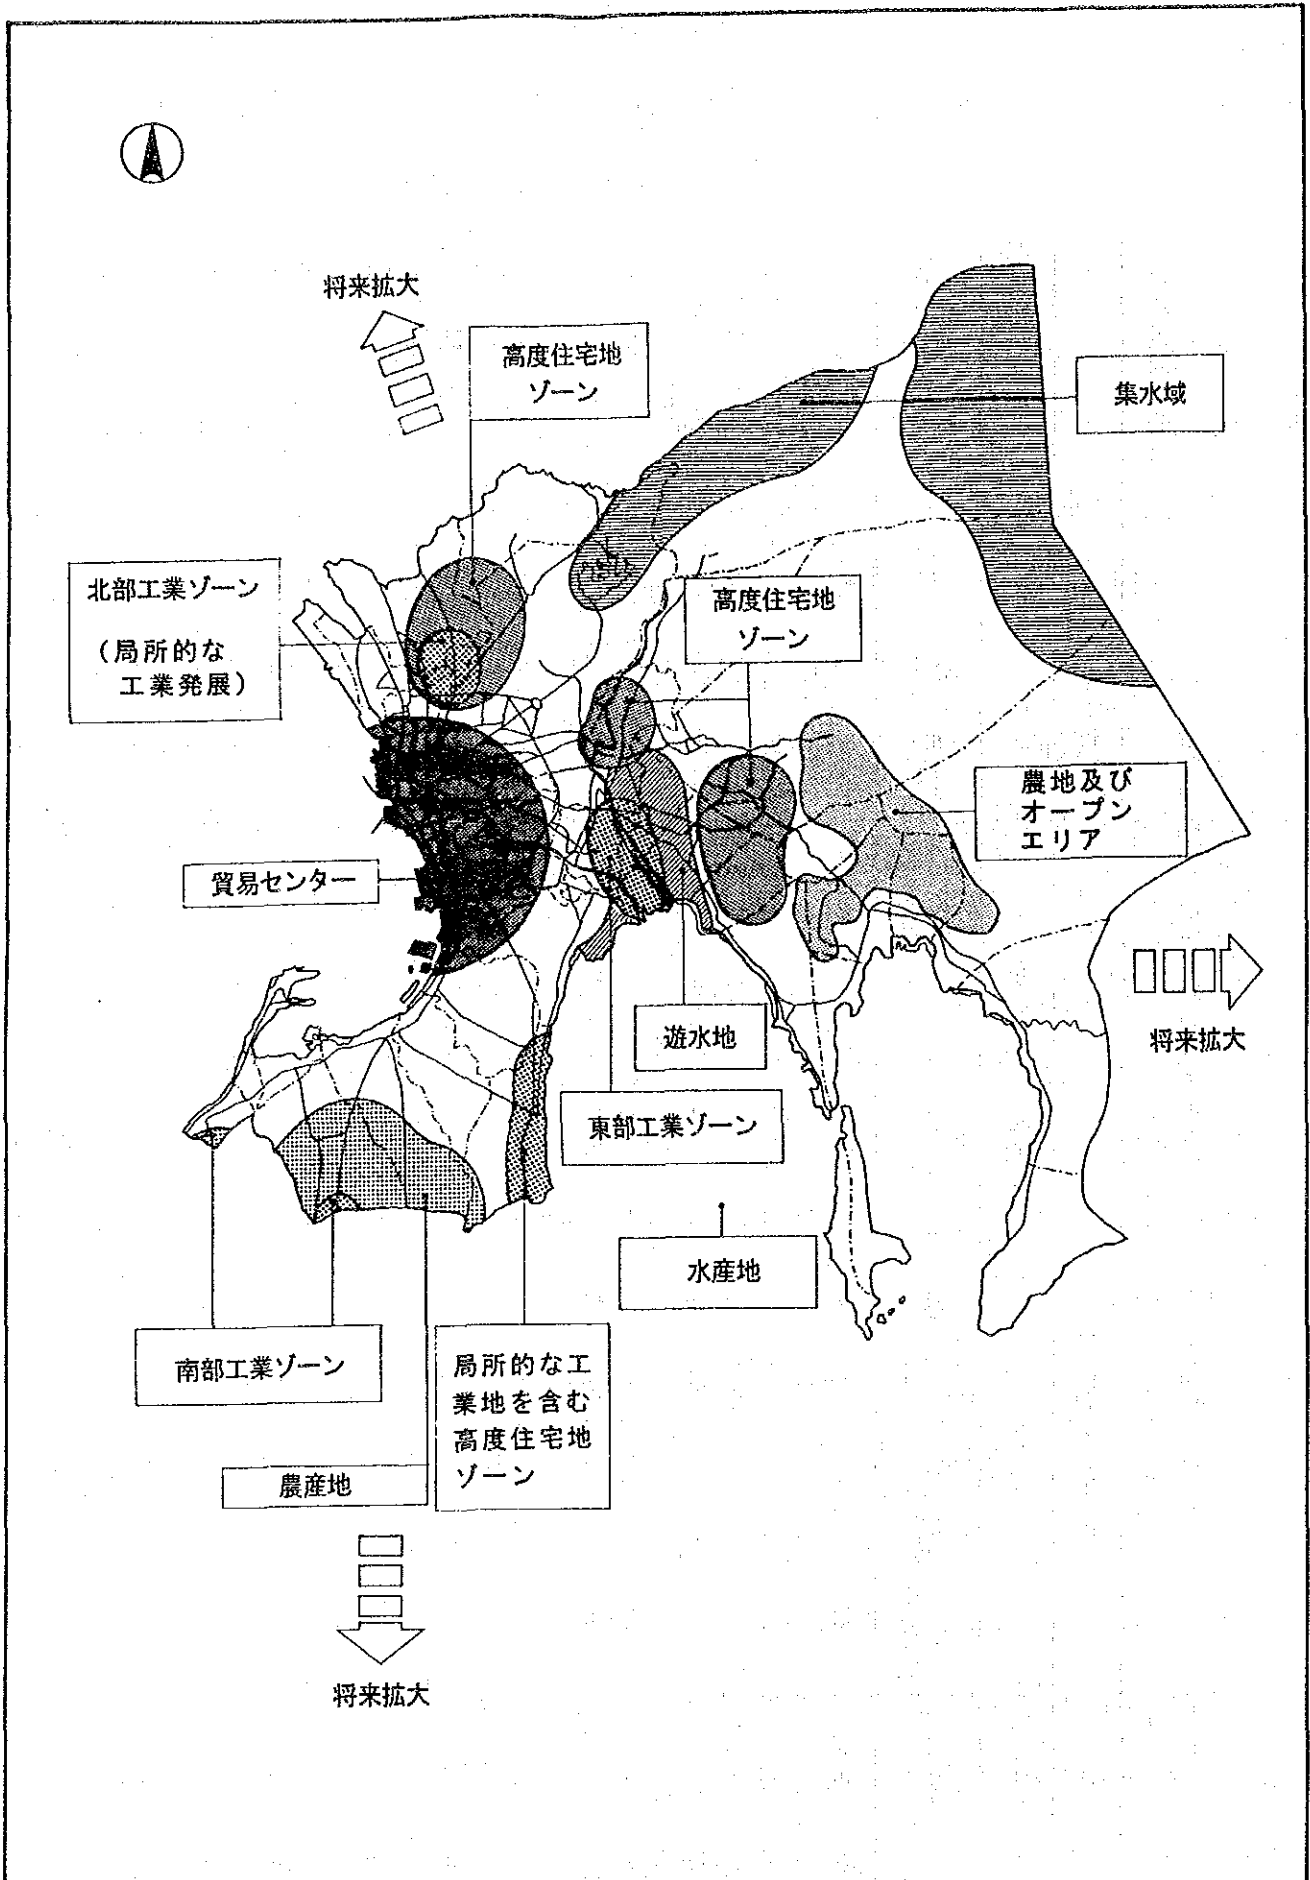 将来拡大
高度住宅地
ゾーン
集水域
北部工業ゾーン
(局所的な
工業発展)
高度住宅地
ゾーン
農地及び
オープン
エリア
貿易センター
将来拡大
遊水地
東部工業ゾーン
水産地
南部工業ゾーン
局所的な工
業地を含む
高度住宅地
ゾーン
農産地
将来拡大